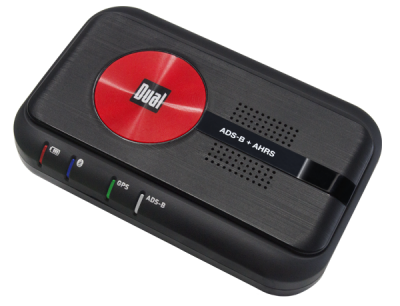 Dual
ADS-B + AHRS
GPS
ADS-B